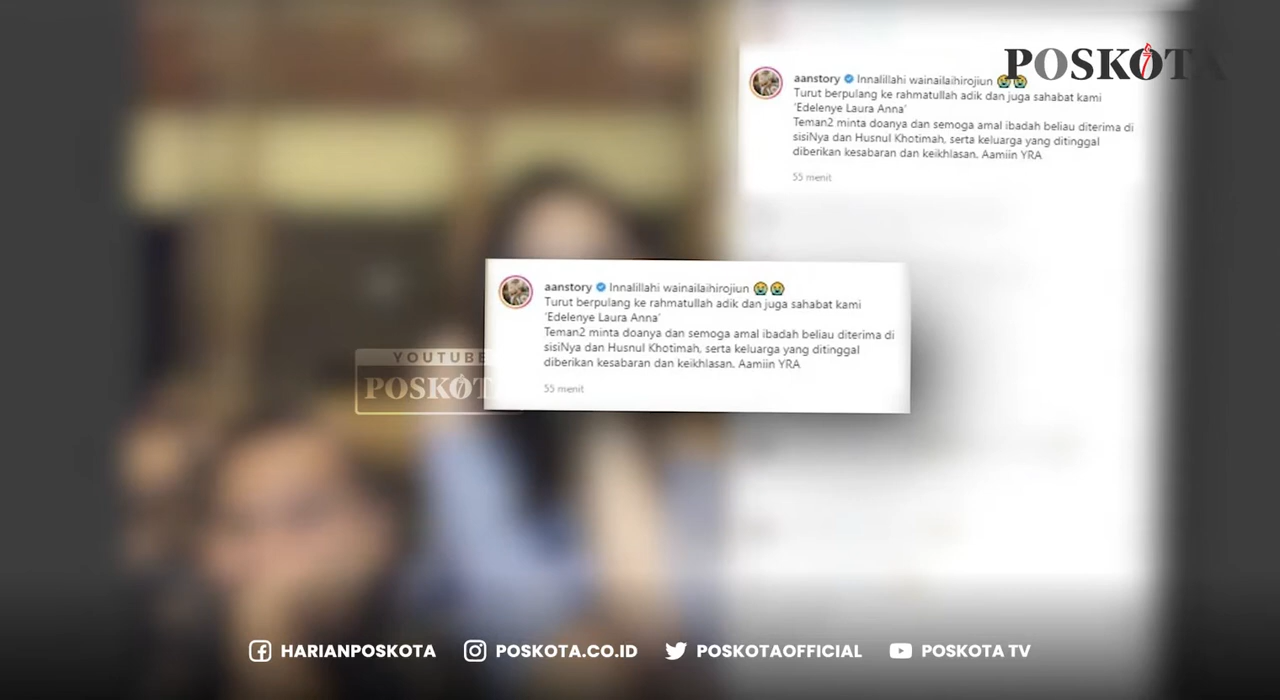 POSKOTA
aanstory Innalillahi wainailaihirojiun 😭😭
Turut berpulang ke rahmatullah adik dan juga sahabat kami
'Edelenye Laura Anna'
Teman2 minta doanya dan semoga amal ibadah beliau diterima di
sisiNya dan Husnul Khotimah, serta keluarga yang ditinggal
diberikan kesabaran dan keikhlasan. Aamiin YRA
55 menit
aanstory Innalillahi wainailaihirojiun 😭😭
Turut berpulang ke rahmatullah adik dan juga sahabat kami
'Edelenye Laura Anna'
Teman2 minta doanya dan semoga amal ibadah beliau diterima di
sisiNya dan Husnul Khotimah, serta keluarga yang ditinggal
diberikan kesabaran dan keikhlasan. Aamiin YRA
55 menit
YOUTUBE
POSKOT
HARIANPOSKOTA POSKOTA.CO.ID POSKOTAOFFICIAL POSKOTA TV